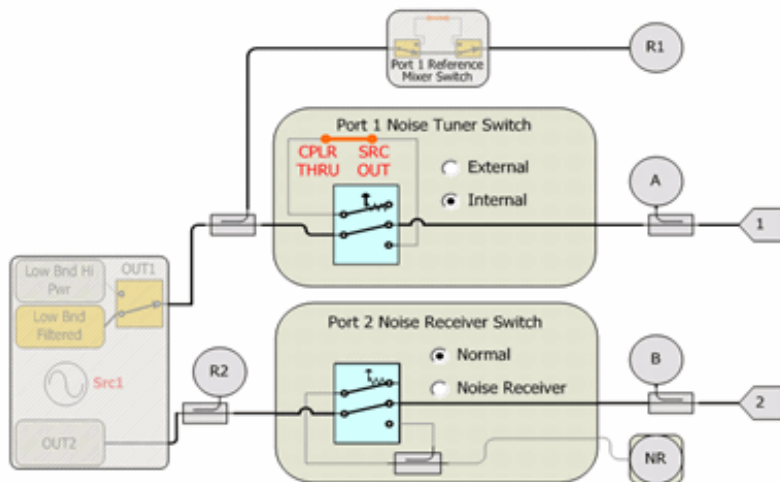 R1
Port 1 Reference
Mixer Switch
Port 1 Noise Tuner Switch
CPLR
THRU
SRC
OUT
External
Internal
A
1
Low Bnd Hi
Pwr
OUT1
Low Bnd
Filtered
Src1
OUT2
R2
Port 2 Noise Receiver Switch
Normal
Noise Receiver
B
2
NR